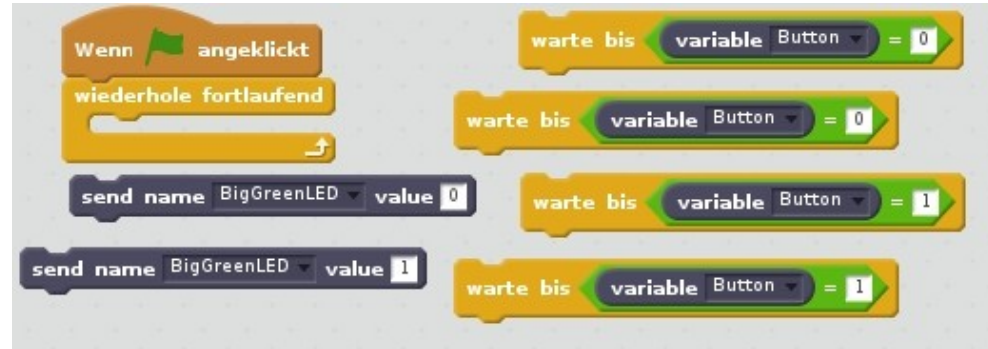 Wenn angeklickt
wiederhole fortlaufend
send name BigGreenLED value 0
send name BigGreenLED value 1
warte bis variable Button = 0
warte bis variable Button = 0
warte bis variable Button = 1
warte bis variable Button = 1